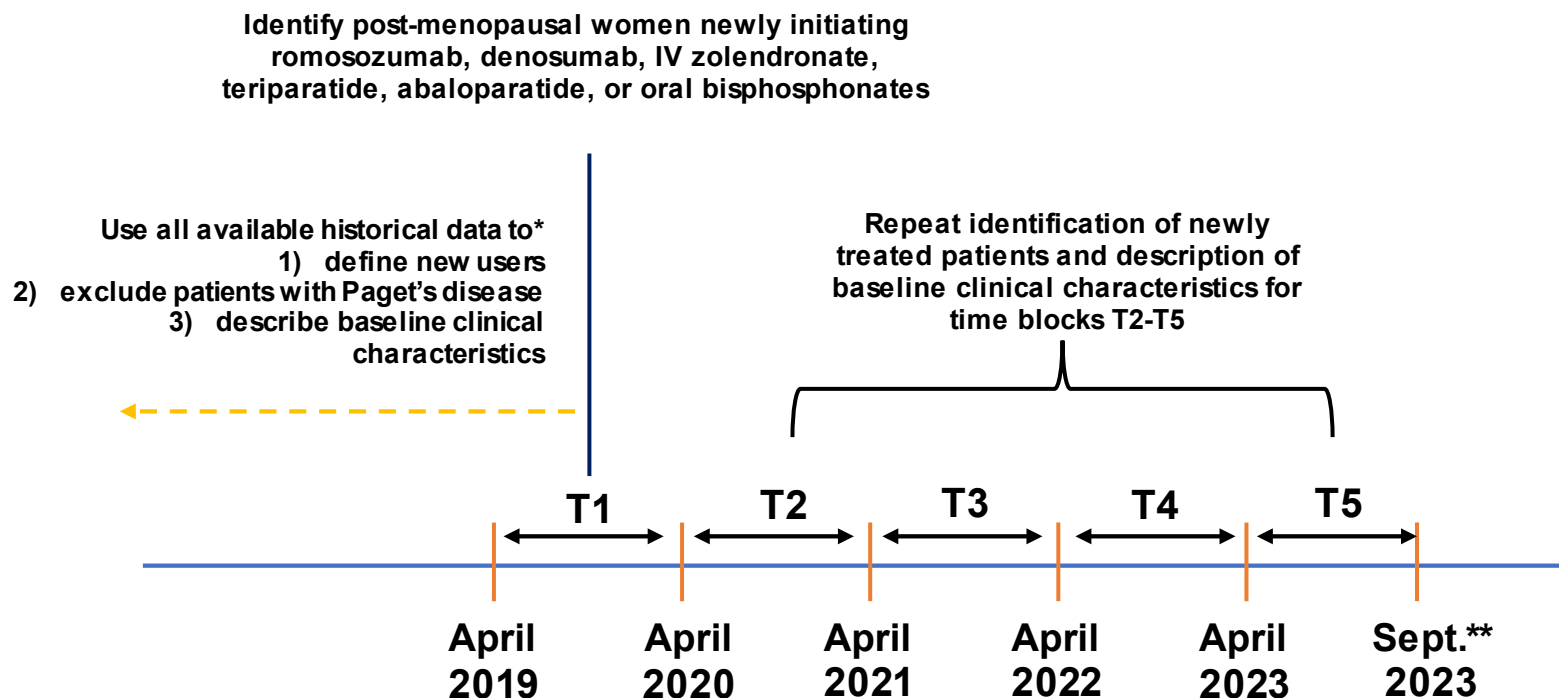 Identify post-menopausal women newly initiating
romosozumab, denosumab, IV zolendronate,
teriparatide, abaloparatide, or oral bisphosphonates
Use all available historical data to*
1) define new users
2) exclude patients with Paget’s disease
3) describe baseline clinical
characteristics
Repeat identification of newly
treated patients and description of
baseline clinical characteristics for
time blocks T2-T5
T1 T2 T3 T4 T5
April April April April April Sept.**
2019 2020 2021 2022 2023 2023